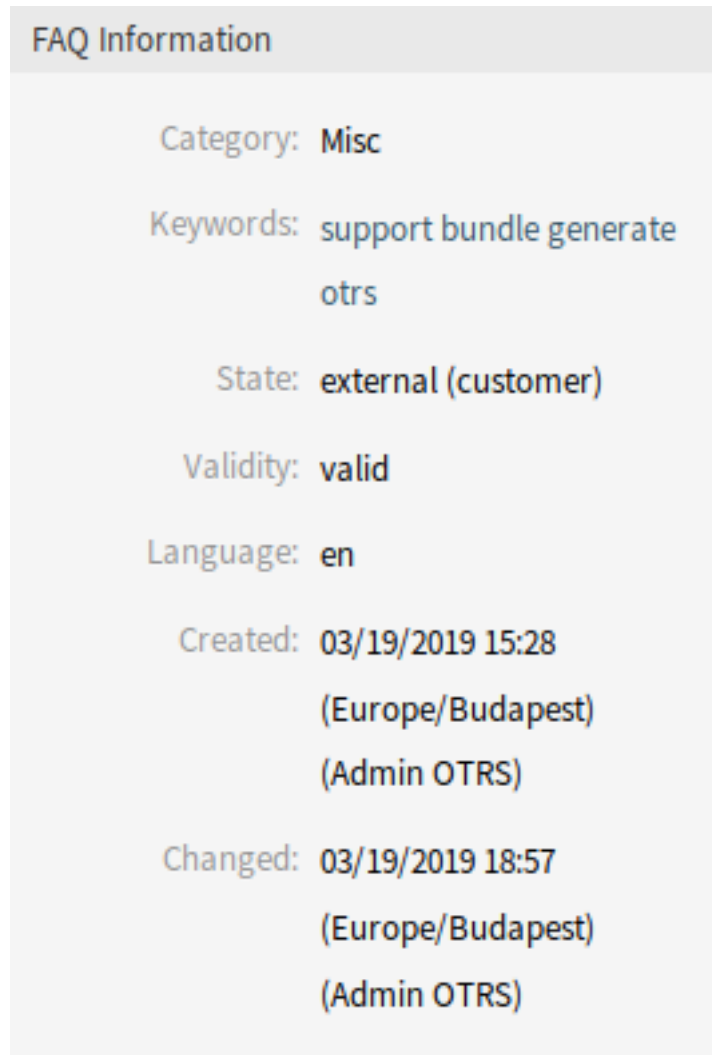 FAQ Information
Category: Misc
Keywords: support bundle generate
otrs
State: external (customer)
Validity: valid
Language: en
Created: 03/19/2019 15:28
(Europe/Budapest)
(Admin OTRS)
Changed: 03/19/2019 18:57
(Europe/Budapest)
(Admin OTRS)